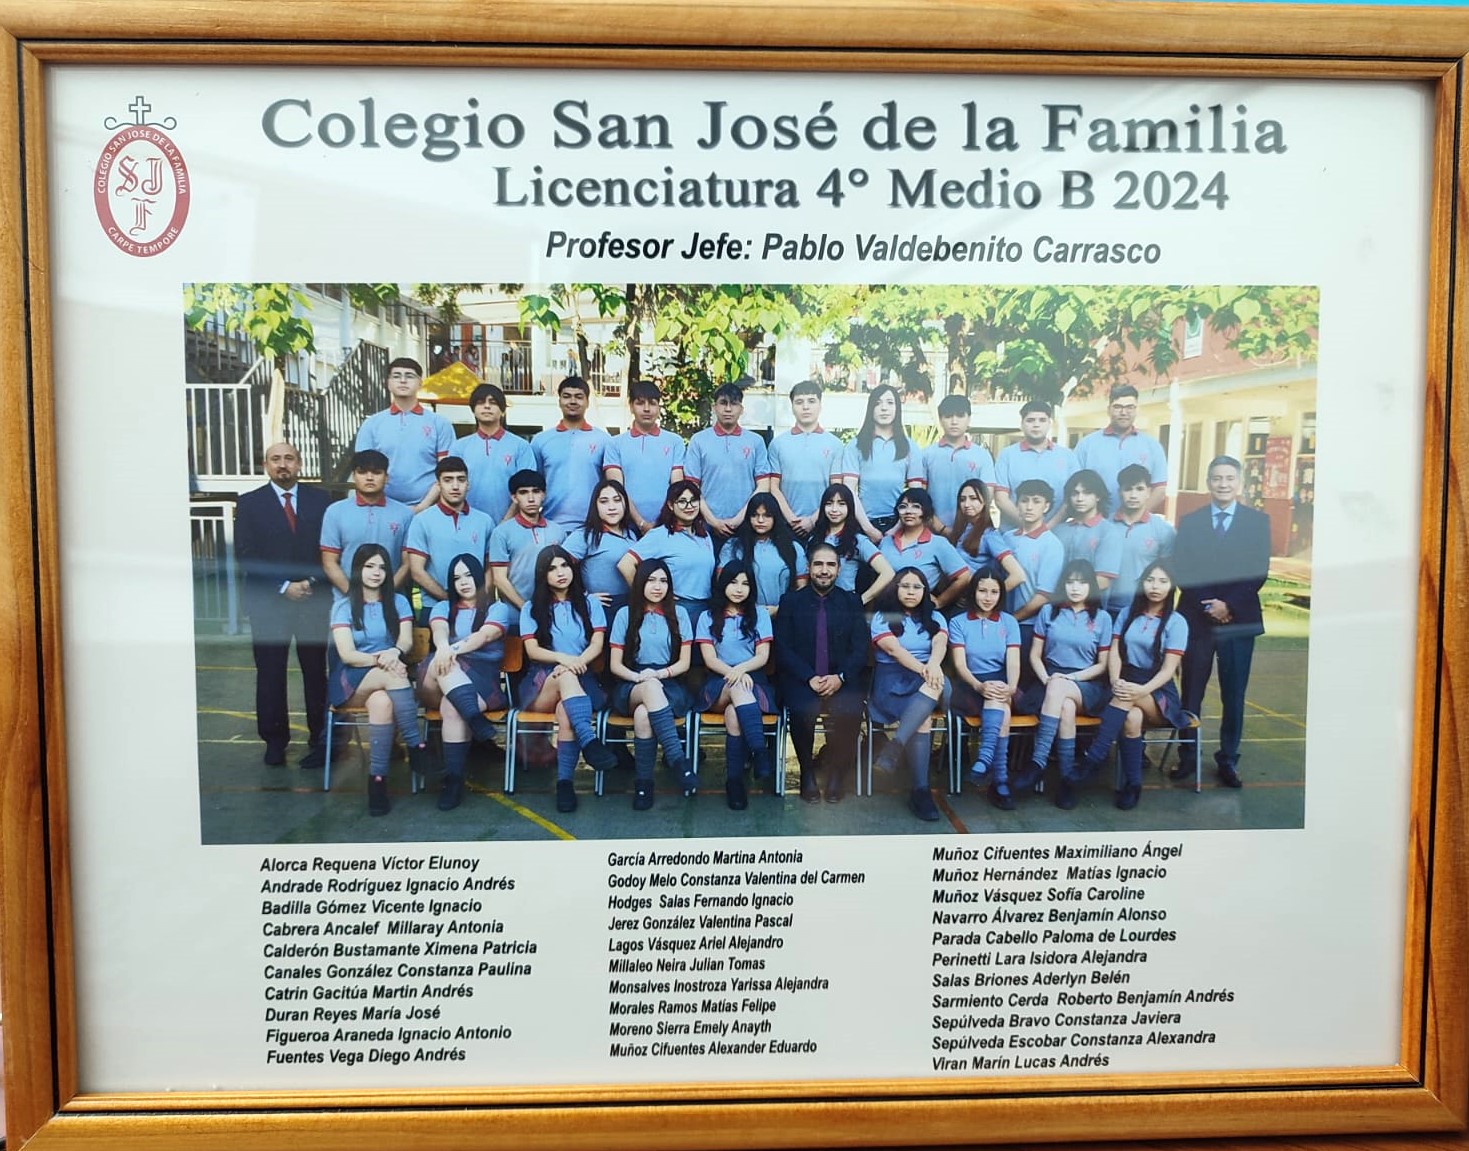 COLEGIO SAN JOSE DE LA FAMILIA
SJ
F
CARPE TEMPORE
Colegio San José de la Familia
Licenciatura 4° Medio B 2024
Profesor Jefe: Pablo Valdebenito Carrasco
Alorca Requena Víctor Elunoy
Andrade Rodríguez Ignacio Andrés
Badilla Gómez Vicente Ignacio
Cabrera Ancalef Millaray Antonia
Calderón Bustamante Ximena Patricia
Canales González Constanza Paulina
Catrin Gacitúa Martin Andrés
Duran Reyes María José
Figueroa Araneda Ignacio Antonio
Fuentes Vega Diego Andrés
García Arredondo Martina Antonia
Godoy Melo Constanza Valentina del Carmen
Hodges Salas Fernando Ignacio
Jerez González Valentina Pascal
Lagos Vásquez Ariel Alejandro
Millaleo Neira Julian Tomas
Monsalves Inostroza Yarissa Alejandra
Morales Ramos Matías Felipe
Moreno Sierra Emely Anayth
Muñoz Cifuentes Alexander Eduardo
Muñoz Cifuentes Maximiliano Ángel
Muñoz Hernández Matías Ignacio
Muñoz Vásquez Sofía Caroline
Navarro Álvarez Benjamín Alonso
Parada Cabello Paloma de Lourdes
Perinetti Lara Isidora Alejandra
Salas Briones Aderlyn Belén
Sarmiento Cerda Roberto Benjamín Andrés
Sepúlveda Bravo Constanza Javiera
Sepúlveda Escobar Constanza Alexandra
Viran Marín Lucas Andrés